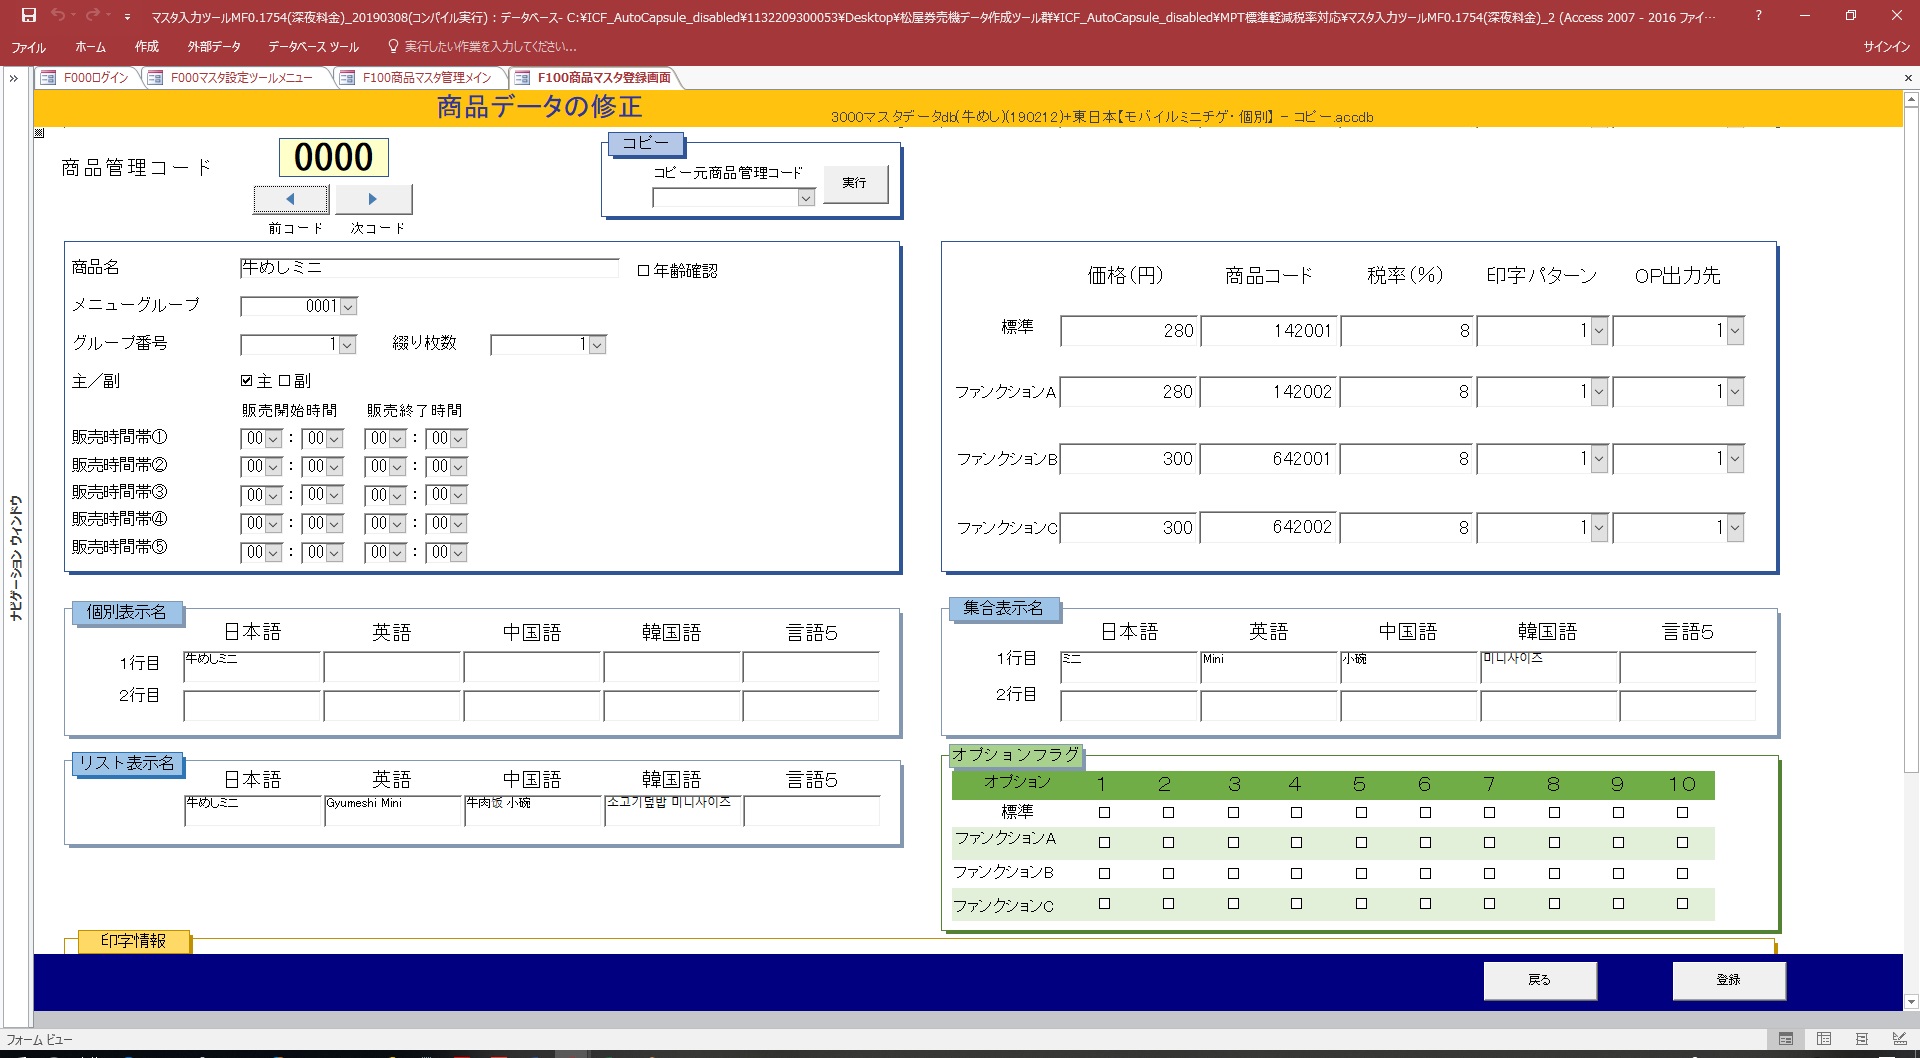 マスタ入力ツールMF0.1754(深夜料金)_20190308(コンパイル実行) : データベース- C:¥ICF_AutoCapsule_disabled¥1132209300053¥Desktop¥松屋券売機データ作成ツール群¥ICF_AutoCapsule_disabled¥MPT標準軽減税率対応¥マスタ入力ツールMF0.1754(深夜料金)_2 (Access 2007 - 2016 ファイ...
ファイル ホーム 作成 外部データ データベース ツール 実行したい作業を入力してください... サインイン
F000ログイン F000マスタ設定ツールメニュー F100商品マスタ管理メイン F100商品マスタ登録画面
商品データの修正 3000マスタデータdb(牛めし)(190212)+東日本【モバイルミニチゲ・個別】 - コピー.accdb
ナビゲーション ウィンドウ
商品管理コード 0000
前コード 次コード
コピー
コピー元商品管理コード
実行
商品名 牛めしミニ 年齢確認
メニューグループ 0001
グループ番号 1 綴り枚数 1
主/副 主 副
販売開始時間 販売終了時間
販売時間帯① 00 : 00 00 : 00
販売時間帯② 00 : 00 00 : 00
販売時間帯③ 00 : 00 00 : 00
販売時間帯④ 00 : 00 00 : 00
販売時間帯⑤ 00 : 00 00 : 00
価格(円) 商品コード 税率(%) 印字パターン OP出力先
標準 280 142001 8 1 1
ファンクションA 280 142002 8 1 1
ファンクションB 300 642001 8 1 1
ファンクションC 300 642002 8 1 1
個別表示名
日本語 英語 中国語 韓国語 言語5
1行目 牛めしミニ
2行目
集合表示名
日本語 英語 中国語 韓国語 言語5
1行目 ミニ Mini 小碗 미니사이즈
2行目
リスト表示名
日本語 英語 中国語 韓国語 言語5
牛めしミニ Gyumeshi Mini 牛肉饭 小碗 소고기덮밥 미니사이즈
オプションフラグ
オプション 1 2 3 4 5 6 7 8 9 10
標準
ファンクションA
ファンクションB
ファンクションC
印字情報
戻る 登録
フォーム ビュー